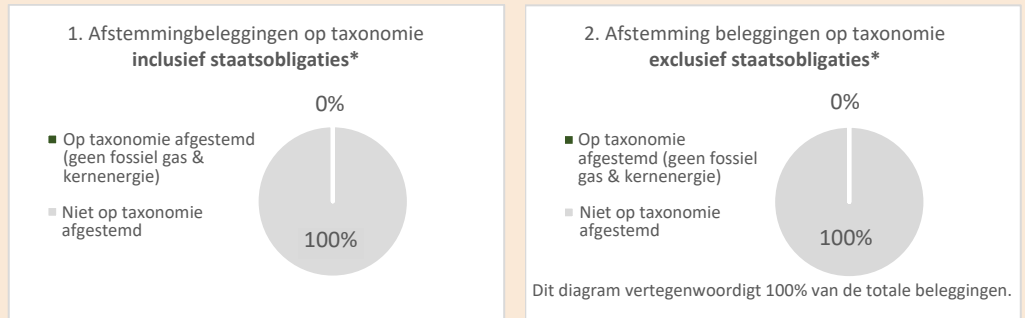 1. Afstemmingbeleggingen op taxonomie
inclusief staatsobligaties*
0%
Op taxonomie afgestemd
(geen fossiel gas &
kernenergie)
Niet op taxonomie
afgestemd
100%
2. Afstemming beleggingen op taxonomie
exclusief staatsobligaties*
0%
Op taxonomie
afgestemd (geen fossiel
gas & kernenergie)
Niet op taxonomie
afgestemd
100%
Dit diagram vertegenwoordigt 100% van de totale beleggingen.